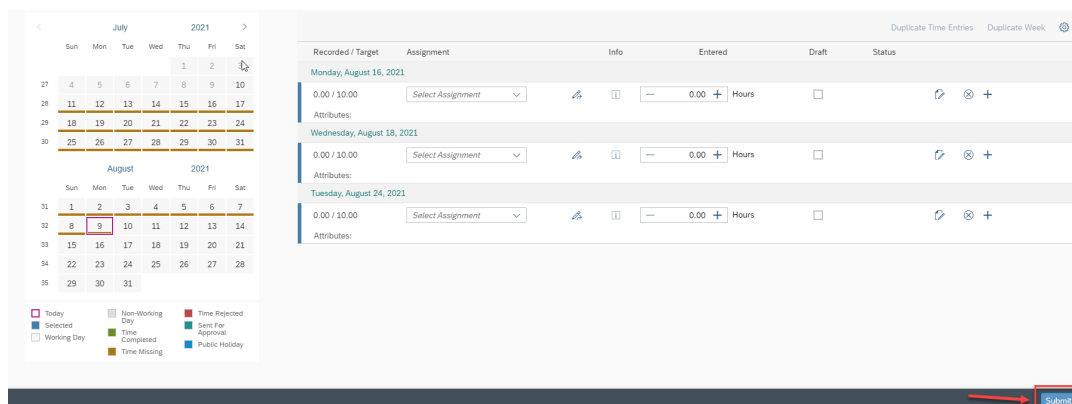 < July 2021 >
Sun Mon Tue Wed Thu Fri Sat
1 2
27 4 5 6 7 8 9 10
28 11 12 13 14 15 16 17
29 18 19 20 21 22 23 24
30 25 26 27 28 29 30 31
August 2021
Sun Mon Tue Wed Thu Fri Sat
31 1 2 3 4 5 6 7
32 8 9 10 11 12 13 14
33 15 16 17 18 19 20 21
34 22 23 24 25 26 27 28
35 29 30 31
Today
Selected
Working Day
Non-Working
Day
Time
Completed
Time Missing
Time Rejected
Sent For
Approval
Public Holiday
Duplicate Time Entries Duplicate Week
Recorded / Target Assignment Info Entered Draft Status
Monday, August 16, 2021
0.00 / 10.00 Select Assignment i — 0.00 + Hours +
Attributes:
Wednesday, August 18, 2021
0.00 / 10.00 Select Assignment i — 0.00 + Hours +
Attributes:
Tuesday, August 24, 2021
0.00 / 10.00 Select Assignment i — 0.00 + Hours +
Attributes:
Submit